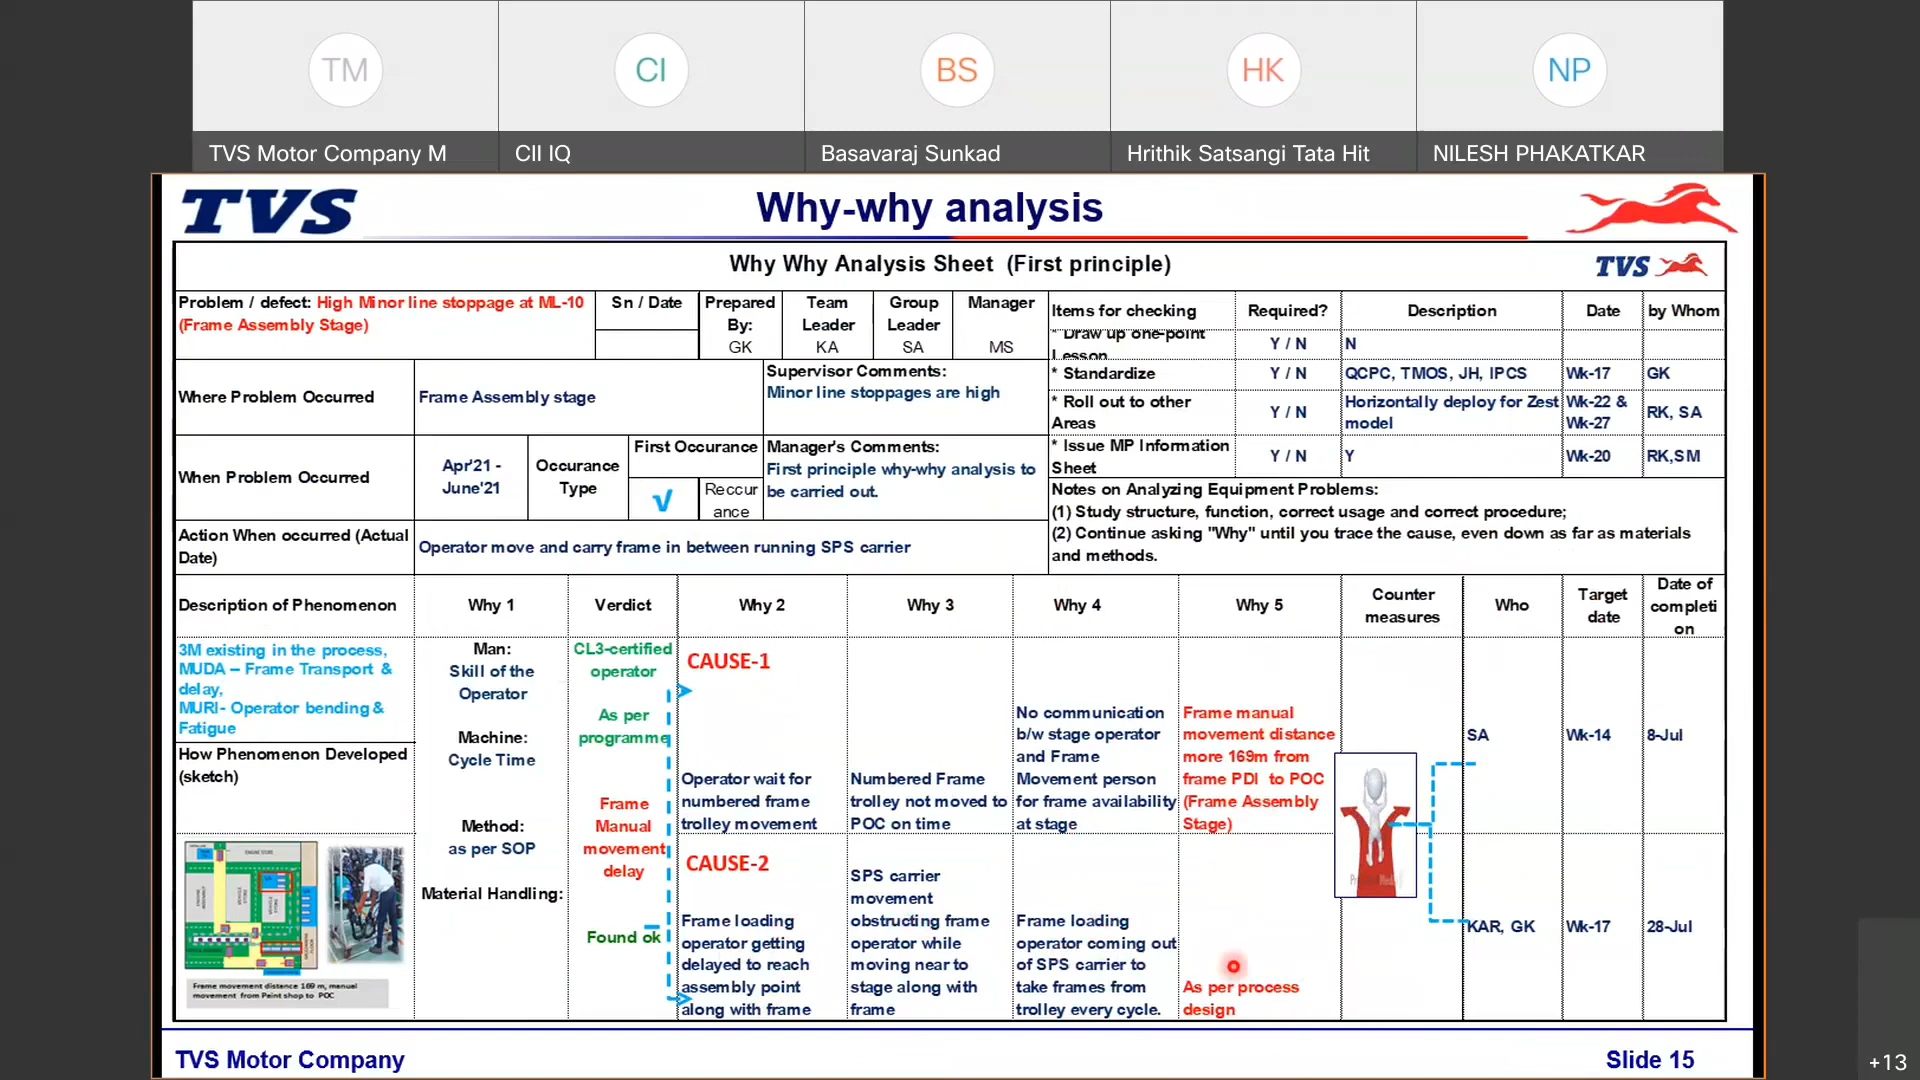 TM
CI
BS
HK
NP
TVS Motor Company M
CII IQ
Basavaraj Sunkad
Hrithik Satsangi Tata Hit
NILESH PHAKATKAR
TVS
Why-why analysis
Why Why Analysis Sheet (First principle)
TVS
Problem / defect: High Minor line stoppage at ML-10
(Frame Assembly Stage)
Sn / Date
Prepared
By:
GK
Team
Leader
KA
Group
Leader
SA
Manager
MS
Items for checking
Required?
Description
Date
by Whom
* Draw up one-point
Lesson
Y / N
N
* Standardize
Y / N
QCPC, TMOS, JH, IPCS
Wk-17
GK
* Roll out to other
Areas
Y / N
Horizontally deploy for Zest
model
Wk-22 &
Wk-27
RK, SA
* Issue MP Information
Sheet
Y / N
Y
Wk-20
RK,SM
Where Problem Occurred
Frame Assembly stage
Supervisor Comments:
Minor line stoppages are high
When Problem Occurred
Apr'21 -
June'21
Occurance
Type
First Occurance
√
Reccur
ance
Manager's Comments:
First principle why-why analysis to
be carried out.
Notes on Analyzing Equipment Problems:
(1) Study structure, function, correct usage and correct procedure;
(2) Continue asking "Why" until you trace the cause, even down as far as materials
and methods.
Action When occurred (Actual
Date)
Operator move and carry frame in between running SPS carrier
Description of Phenomenon
Why 1
Verdict
Why 2
Why 3
Why 4
Why 5
Counter
measures
Who
Target
date
Date of
completi
on
3M existing in the process,
MUDA – Frame Transport &
delay,
MURI- Operator bending &
Fatigue
How Phenomenon Developed
(sketch)
Frame movement distance 169 m, manual
movement from Paint shop to POC
Man:
Skill of the
Operator
Machine:
Cycle Time
Method:
as per SOP
Material Handling:
CL3-certified
operator
As per
programme
Frame
Manual
movement
delay
Found ok
CAUSE-1
Operator wait for
numbered frame
trolley movement
Numbered Frame
trolley not moved to
POC on time
No communication
b/w stage operator
and Frame
Movement person
for frame availability
at stage
Frame manual
movement distance
more 169m from
frame PDI to POC
(Frame Assembly
Stage)
SA
Wk-14
8-Jul
CAUSE-2
Frame loading
operator getting
delayed to reach
assembly point
along with frame
SPS carrier
movement
obstructing frame
operator while
moving near to
stage along with
frame
Frame loading
operator coming out
of SPS carrier to
take frames from
trolley every cycle.
As per process
design
KAR, GK
Wk-17
28-Jul
TVS Motor Company
Slide 15
+13